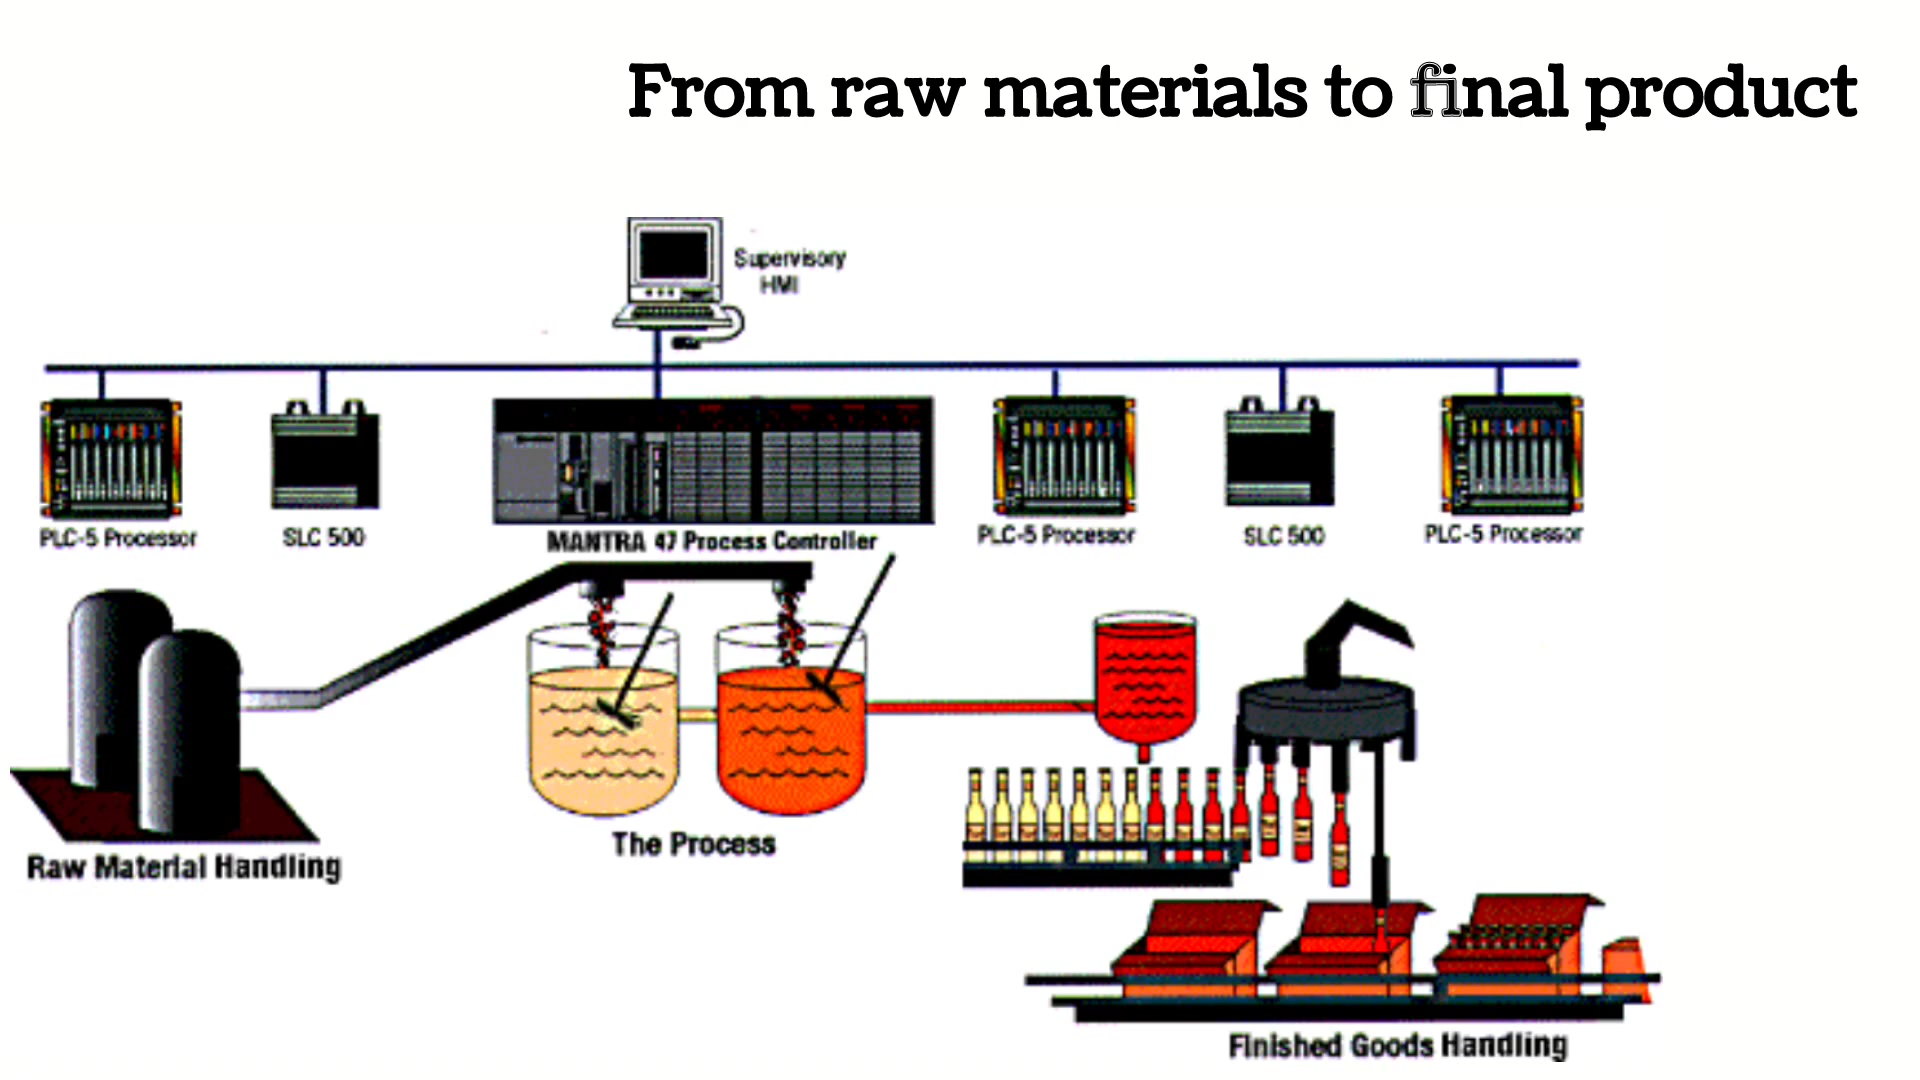 From raw materials to final product
Supervisory
HMI
PLC-5 Processor
SLC 500
MANTRA 47 Process Controller
PLC-5 Processor
SLC 500
PLC-5 Processor
Raw Material Handling
The Process
Finished Goods Handling